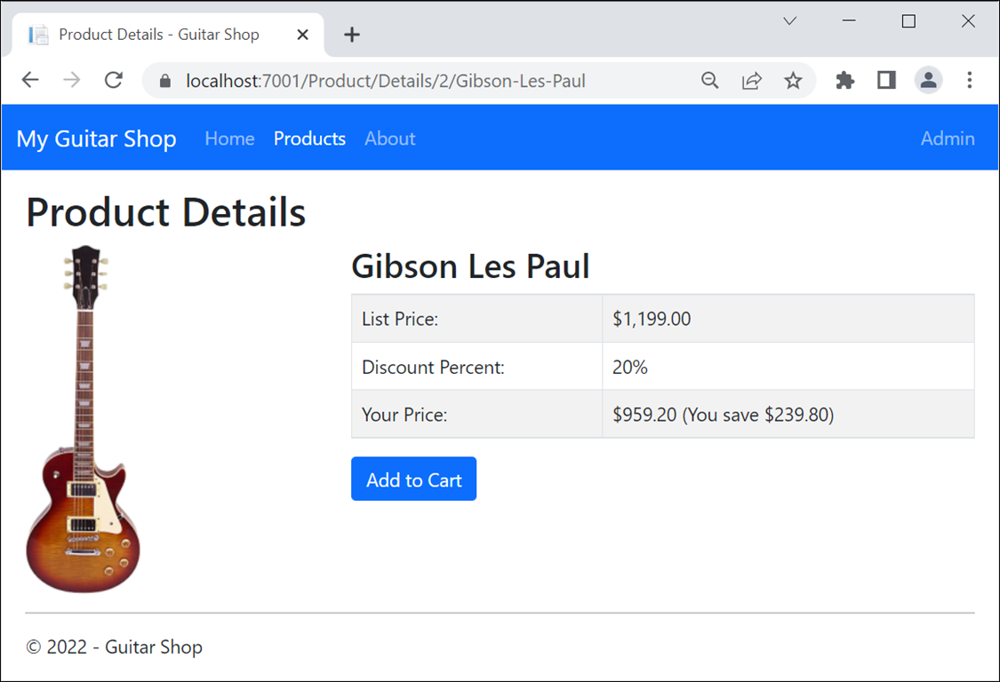 Product Details - Guitar Shop
localhost:7001/Product/Details/2/Gibson-Les-Paul
My Guitar Shop Home Products About Admin
Product Details
Gibson Les Paul
List Price: $1,199.00
Discount Percent: 20%
Your Price: $959.20 (You save $239.80)
Add to Cart
© 2022 - Guitar Shop